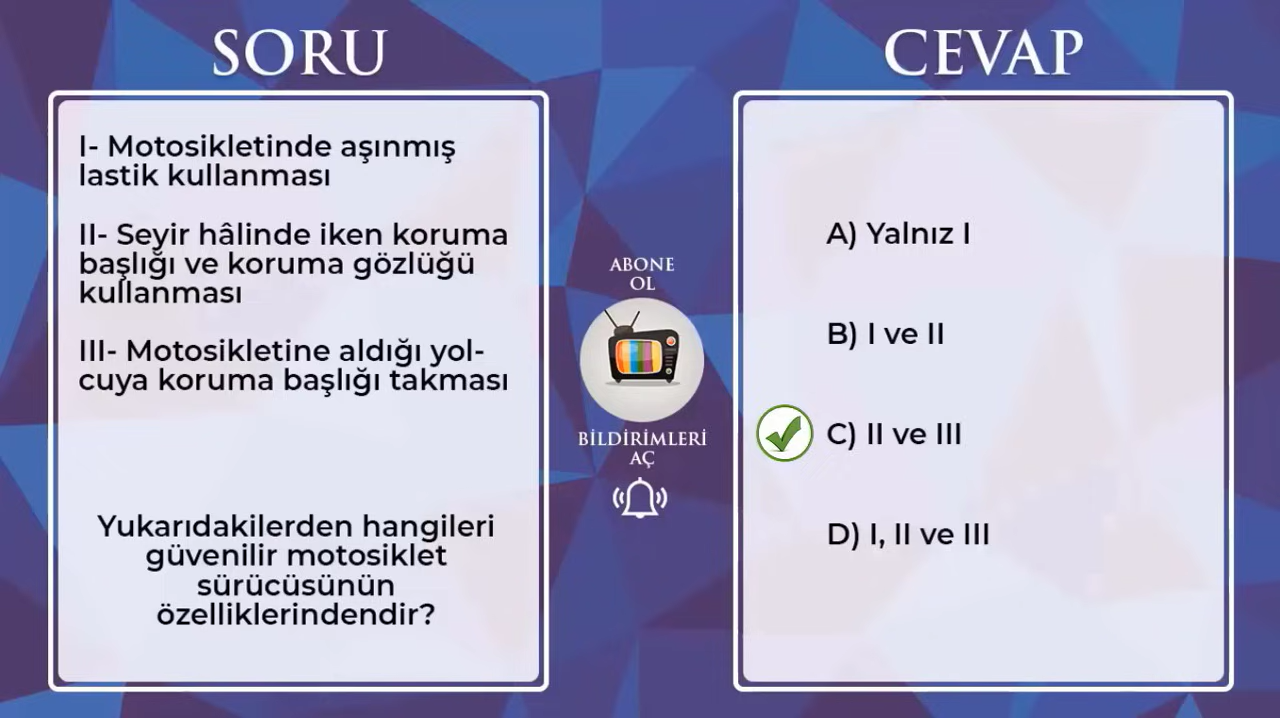 SORU
I- Motosikletinde aşınmış
lastik kullanması
II- Seyir hâlinde iken koruma
başlığı ve koruma gözlüğü
kullanması
III- Motosikletine aldığı yol-
cuya koruma başlığı takması
Yukarıdakilerden hangileri
güvenilir motosiklet
sürücüsünün
özelliklerindendir?
ABONE
OL
BİLDİRİMLERİ
AÇ
CEVAP
A) Yalnız I
B) I ve II
C) II ve III
D) I, II ve III